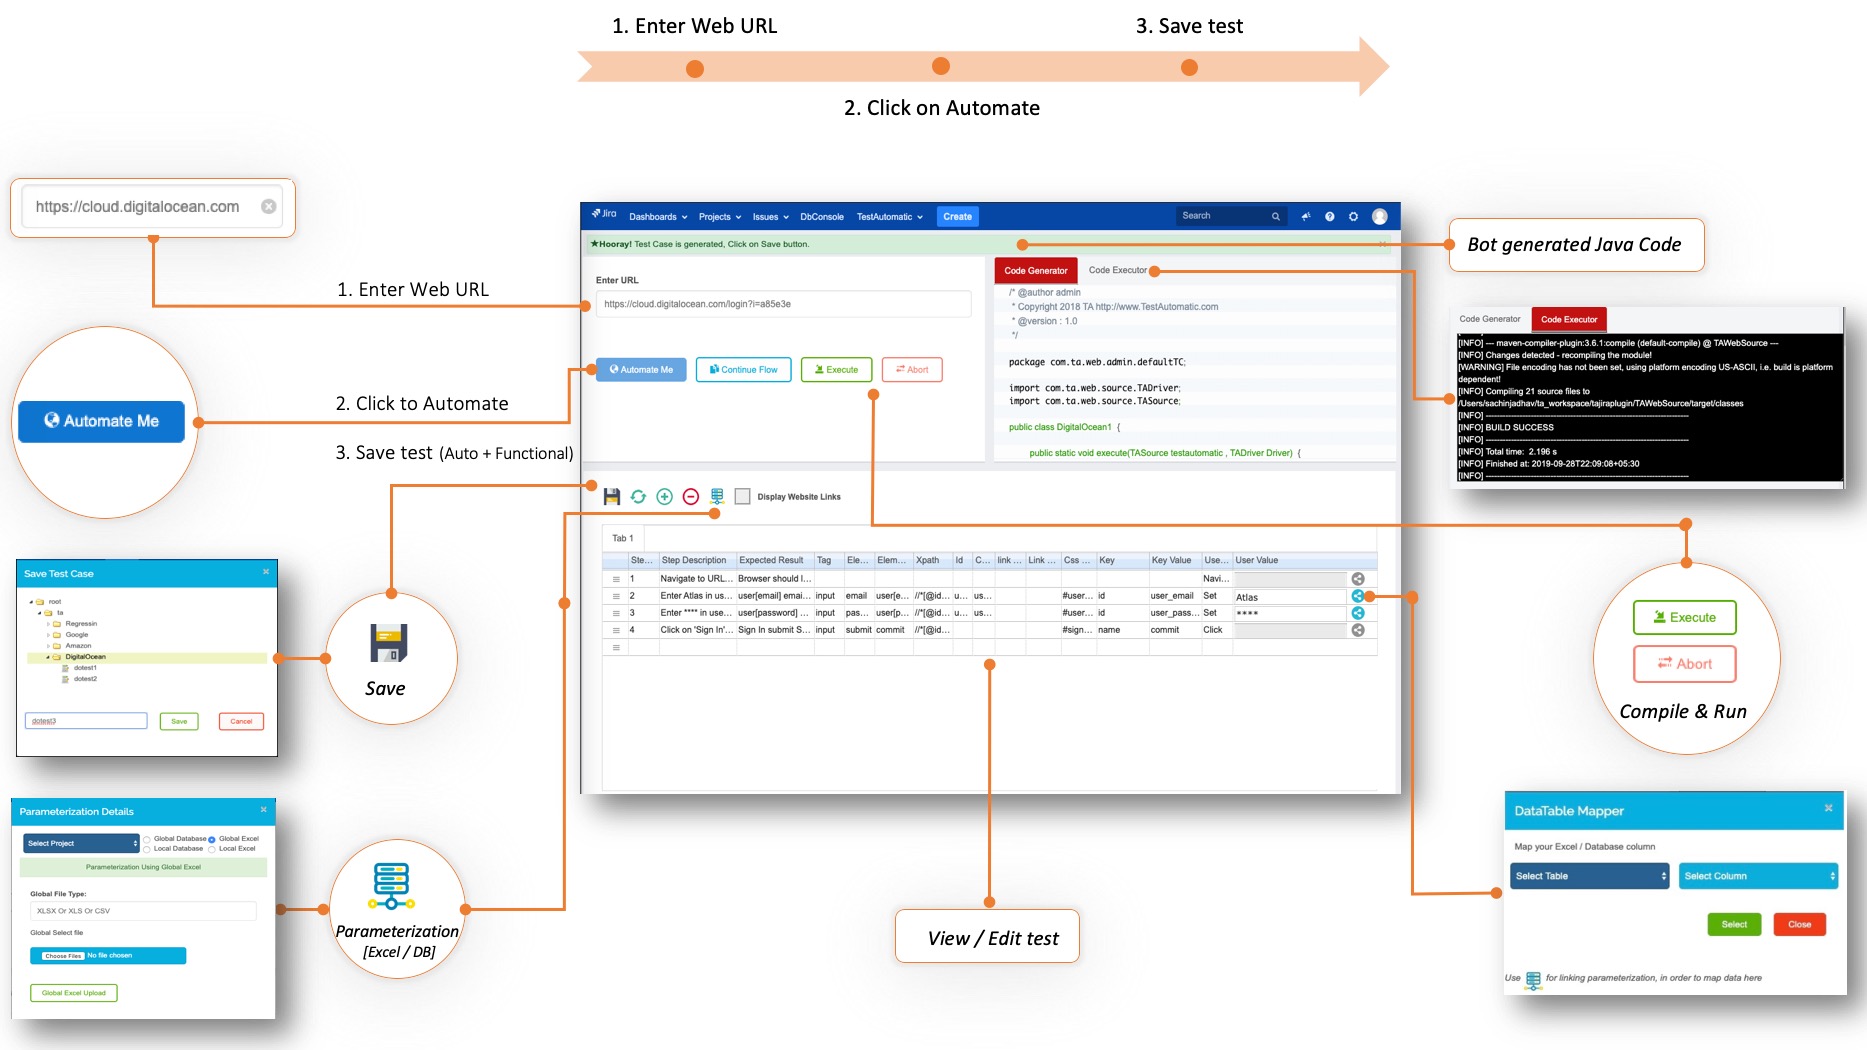 1. Enter Web URL
3. Save test
2. Click on Automate
https://cloud.digitalocean.com
1. Enter Web URL
Automate Me
2. Click to Automate
3. Save test (Auto + Functional)
Save Test Case
root
ta
Regressin
Google
Amazon
DigitalOcean
dotest1
dotest2
dotest3
Save
Cancel
Save
Parameterization Details
Select Project
Global Database
Global Excel
Local Database
Local Excel
Parameterization Using Global Excel
Global File Type:
XLSX Or XLS Or CSV
Global Select file
Choose Files No file chosen
Global Excel Upload
Parameterization
[Excel / DB]
Jira Dashboards Projects Issues DbConsole TestAutomatic Create Search
★Hooray! Test Case is generated, Click on Save button.
Enter URL
https://cloud.digitalocean.com/login?i=a85e3e
Automate Me Continue Flow Execute Abort
Code Generator Code Executor
/* @author admin
* Copyright 2018 TA http://www.TestAutomatic.com
* @version : 1.0
*/
package com.ta.web.admin.defaultTC;
import com.ta.web.source.TADriver;
import com.ta.web.source.TASource;
public class DigitalOcean1 {
public static void execute(TASource testautomatic , TADriver Driver) {
Display Website Links
Tab 1
Ste... Step Description Expected Result Tag Ele... Elem... Xpath Id C... link ... Link ... Css ... Key Key Value Use... User Value
1 Navigate to URL... Browser should l... Navi...
2 Enter Atlas in us... user[email] emai... input email user[e... //*[@id... u... us... #user... id user_email Set Atlas
3 Enter **** in use... user[password] ... input pas... user[p... //*[@id... u... us... #user... id user_pass... Set ****
4 Click on 'Sign In'... Sign In submit S... input submit commit //*[@id... #sign... name commit Click
View / Edit test
Bot generated Java Code
Code Generator Code Executor
[INFO] --- maven-compiler-plugin:3.6.1:compile (default-compile) @ TAWebSource ---
[INFO] Changes detected - recompiling the module!
[WARNING] File encoding has not been set, using platform encoding US-ASCII, i.e. build is platform
dependent!
[INFO] Compiling 21 source files to
/Users/sachinjadhav/ta_workspace/tajiraplugin/TAWebSource/target/classes
[INFO] ------------------------------------------------------------------------
[INFO] BUILD SUCCESS
[INFO] ------------------------------------------------------------------------
[INFO] Total time: 2.196 s
[INFO] Finished at: 2019-09-28T22:09:08+05:30
[INFO] ------------------------------------------------------------------------
Execute
Abort
Compile & Run
DataTable Mapper
Map your Excel / Database column
Select Table
Select Column
Select
Close
Use for linking parameterization, in order to map data here